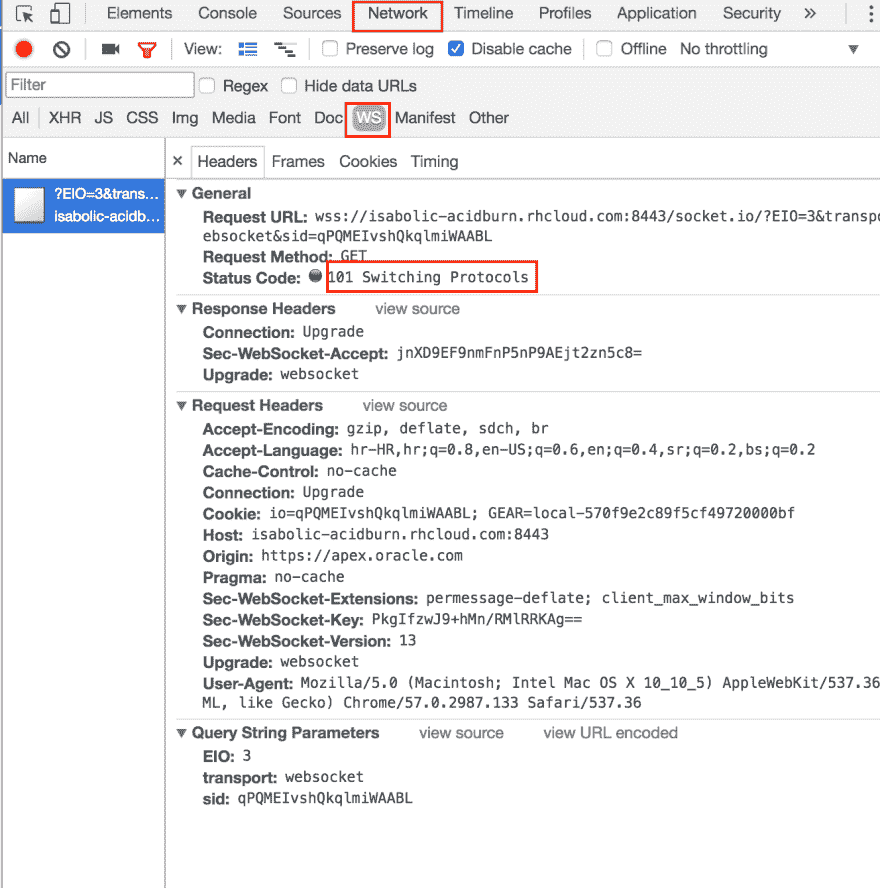 Elements Console Sources Network Timeline Profiles Application Security »
View: Preserve log Disable cache Offline No throttling
Filter Regex Hide data URLs
All XHR JS CSS Img Media Font Doc WS Manifest Other
Name
× Headers Frames Cookies Timing
?EIO=3&trans...
isabolic-acidb...
General
Request URL: wss://isabolic-acidburn.rhcloud.com:8443/socket.io/?EIO=3&transpo
ebsocket&sid=qPQMEIvshQkqlmiWAABL
Request Method: GET
Status Code: 101 Switching Protocols
Response Headers view source
Connection: Upgrade
Sec-WebSocket-Accept: jnXD9EF9nmFnP5nP9AEjt2zn5c8=
Upgrade: websocket
Request Headers view source
Accept-Encoding: gzip, deflate, sdch, br
Accept-Language: hr-HR,hr;q=0.8,en-US;q=0.6,en;q=0.4,sr;q=0.2,bs;q=0.2
Cache-Control: no-cache
Connection: Upgrade
Cookie: io=qPQMEIvshQkqlmiWAABL; GEAR=local-570f9e2c89f5cf49720000bf
Host: isabolic-acidburn.rhcloud.com:8443
Origin: https://apex.oracle.com
Pragma: no-cache
Sec-WebSocket-Extensions: permessage-deflate; client_max_window_bits
Sec-WebSocket-Key: PkgIfzwJ9+hMn/RMlRRKAg==
Sec-WebSocket-Version: 13
Upgrade: websocket
User-Agent: Mozilla/5.0 (Macintosh; Intel Mac OS X 10_10_5) AppleWebKit/537.36
ML, like Gecko) Chrome/57.0.2987.133 Safari/537.36
Query String Parameters view source view URL encoded
EIO: 3
transport: websocket
sid: qPQMEIvshQkqlmiWAABL